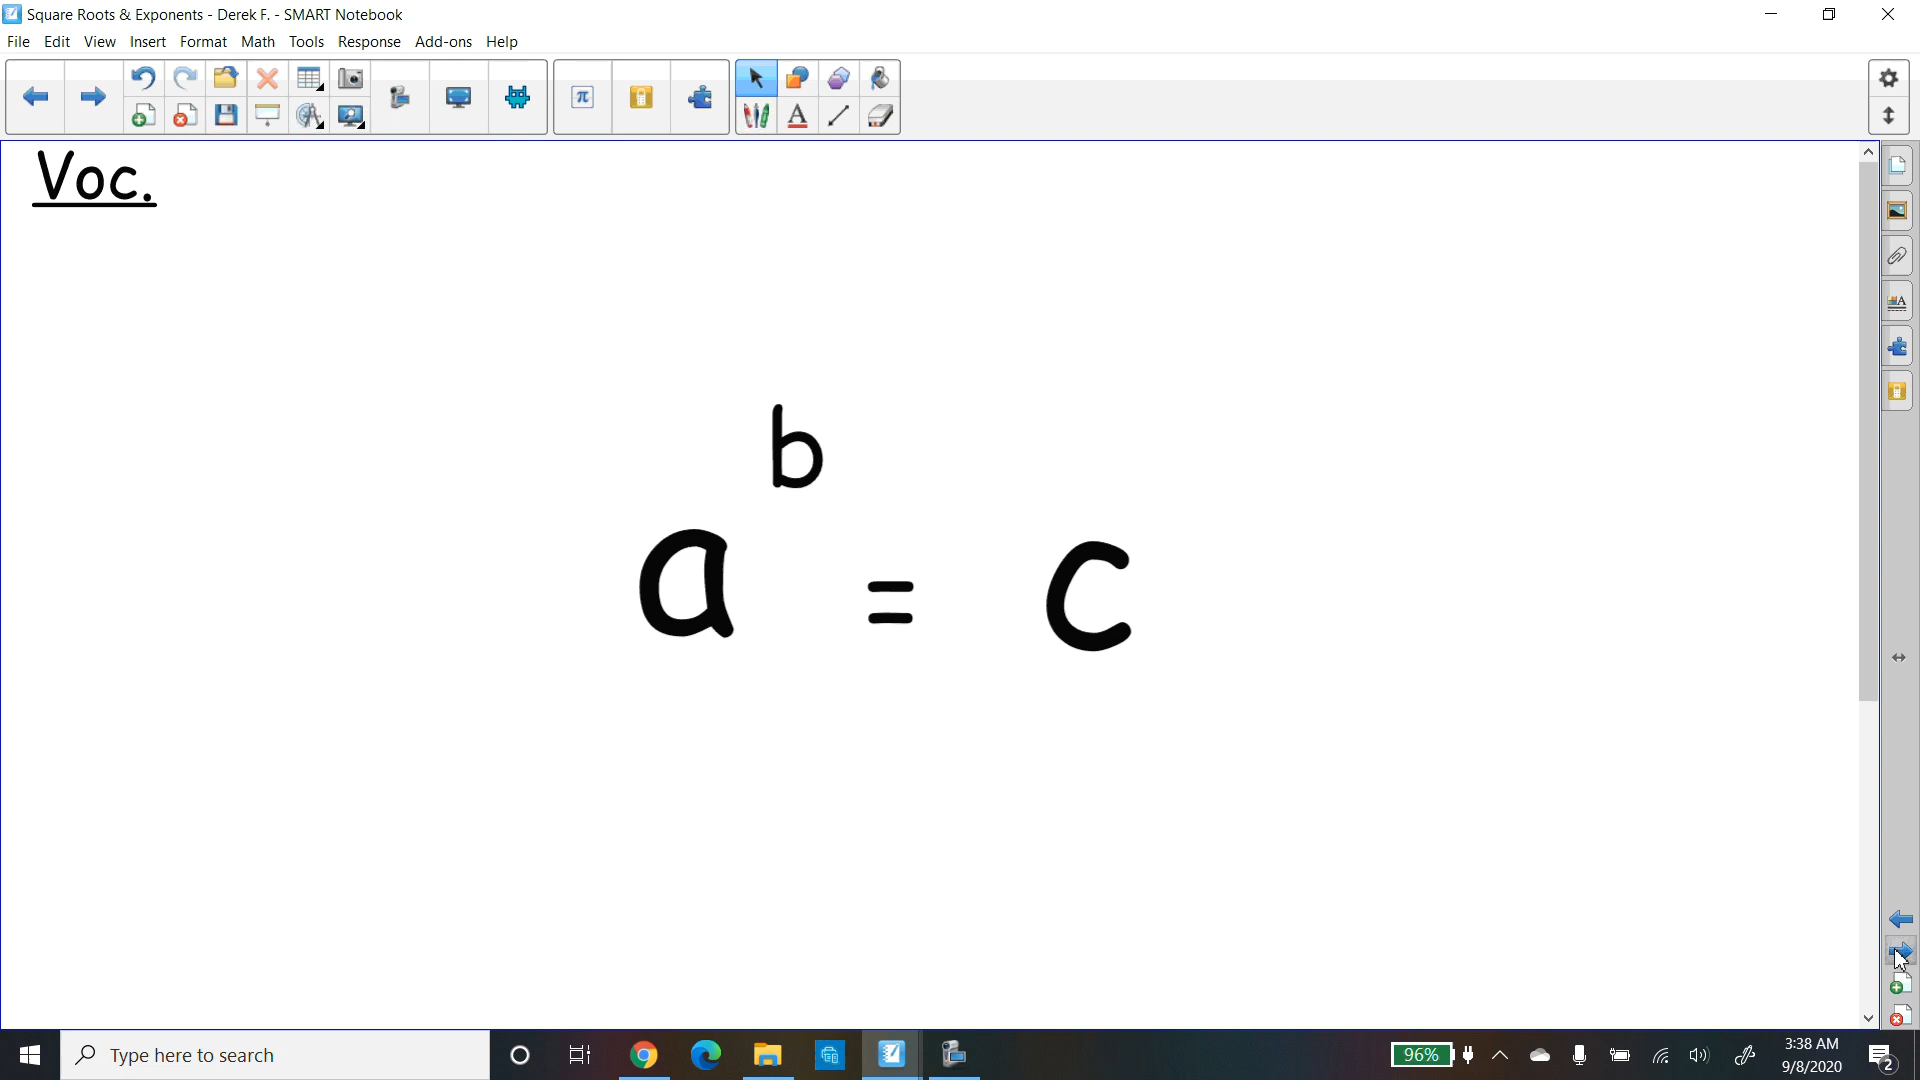 Square Roots & Exponents - Derek F. - SMART Notebook
File Edit View Insert Format Math Tools Response Add-ons Help
π
A
A
Voc.
b
a = c
Type here to search
96%
3:38 AM
9/8/2020
2